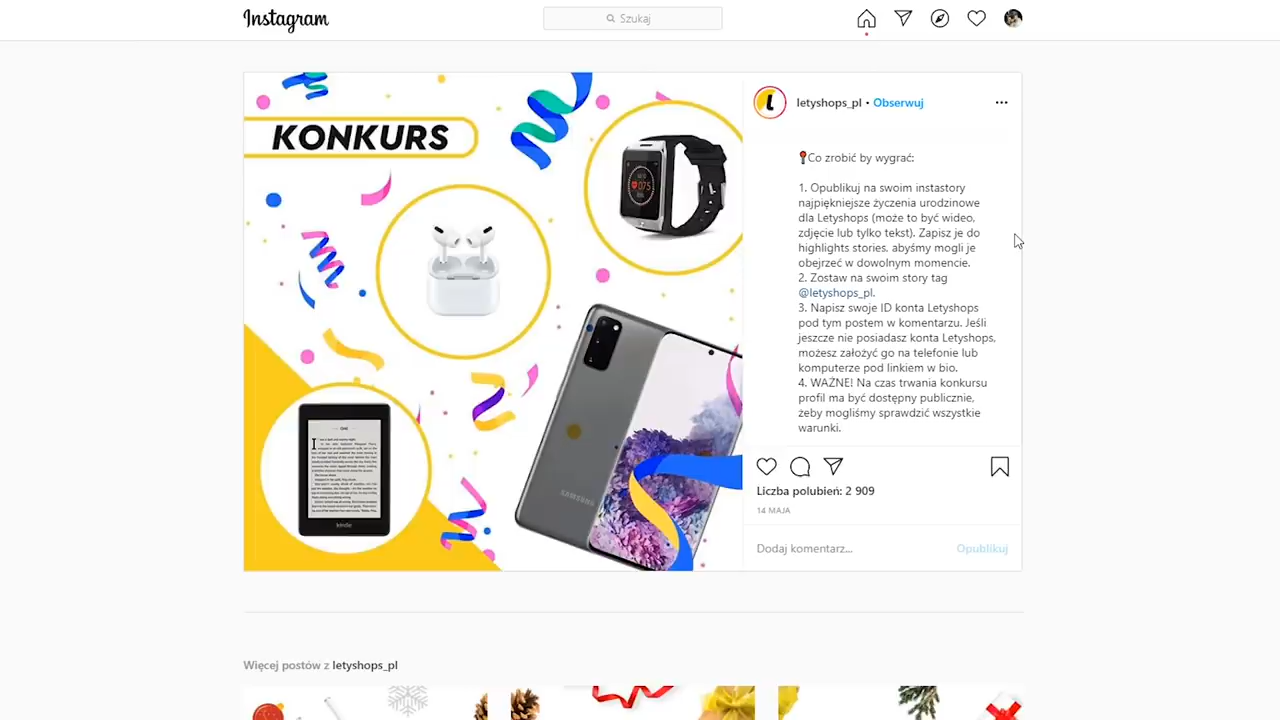 Instagram
Szukaj
KONKURS
075
kindle
SAMSUNG
letyshops_pl • Obserwuj
Co zrobić by wygrać:
1. Opublikuj na swoim instastory
najpiękniejsze życzenia urodzinowe
dla Letyshops (może to być wideo,
zdjęcie lub tylko tekst). Zapisz je do
highlights stories, abyśmy mogli je
obejrzeć w dowolnym momencie.
2. Zostaw na swoim story tag
@letyshops_pl.
3. Napisz swoje ID konta Letyshops
pod tym postem w komentarzu. Jeśli
jeszcze nie posiadasz konta Letyshops,
możesz założyć go na telefonie lub
komputerze pod linkiem w bio.
4. WAŻNE! Na czas trwania konkursu
profil ma być dostępny publicznie,
żeby mogliśmy sprawdzić wszystkie
warunki.
Liczba polubień: 2 909
14 MAJA
Dodaj komentarz...
Opublikuj
Więcej postów z letyshops_pl